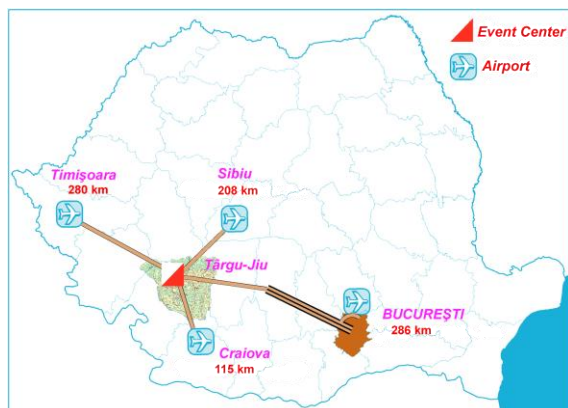 Event Center
Airport
Timişoara
280 km
Sibiu
208 km
Târgu-Jiu
BUCUREŞTI
286 km
Craiova
115 km